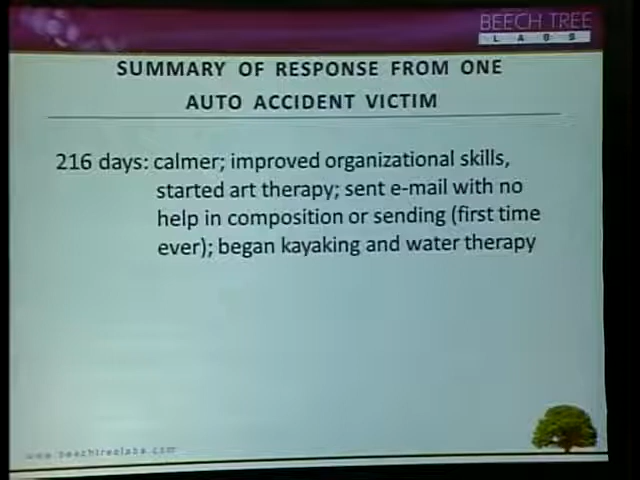 BEECH TREE
LABS
SUMMARY OF RESPONSE FROM ONE
AUTO ACCIDENT VICTIM
216 days: calmer; improved organizational skills,
started art therapy; sent e-mail with no
help in composition or sending (first time
ever); began kayaking and water therapy
www.beechtreelabs.com